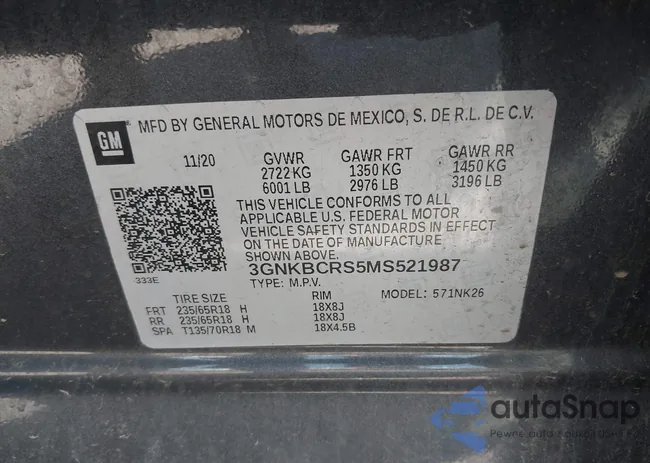 GM
MFD BY GENERAL MOTORS DE MEXICO, S. DE R.L. DE C.V.
11/20 GVWR GAWR FRT GAWR RR
2722 KG 1350 KG 1450 KG
6001 LB 2976 LB 3196 LB
THIS VEHICLE CONFORMS TO ALL
APPLICABLE U.S. FEDERAL MOTOR
VEHICLE SAFETY STANDARDS IN EFFECT
ON THE DATE OF MANUFACTURE
SHOWN ABOVE.
333E
3GNKBCRS5MS521987
TYPE: M.P.V. MODEL: 571NK26
TIRE SIZE RIM
FRT 235/65R18 H 18X8J
RR 235/65R18 H 18X8J
SPA T135/70R18 M 18X4.5B
autaSnap